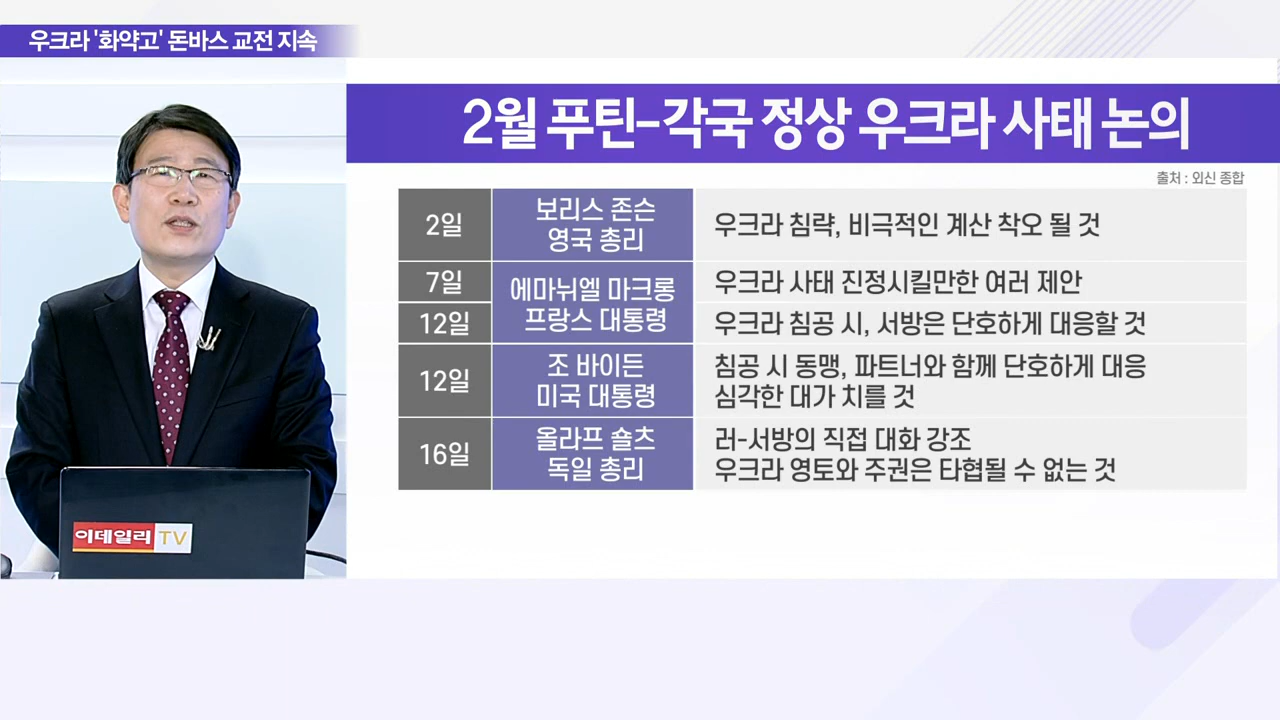 우크라 '화약고' 돈바스 교전 지속
2월 푸틴-각국 정상 우크라 사태 논의
출처 : 외신 종합
2일
보리스 존슨
영국 총리
우크라 침략, 비극적인 계산 착오 될 것
7일
에마뉘엘 마크롱
프랑스 대통령
우크라 사태 진정시킬만한 여러 제안
12일
우크라 침공 시, 서방은 단호하게 대응할 것
12일
조 바이든
미국 대통령
침공 시 동맹, 파트너와 함께 단호하게 대응
심각한 대가 치를 것
16일
올라프 숄츠
독일 총리
러-서방의 직접 대화 강조
우크라 영토와 주권은 타협될 수 없는 것
이데일리 TV